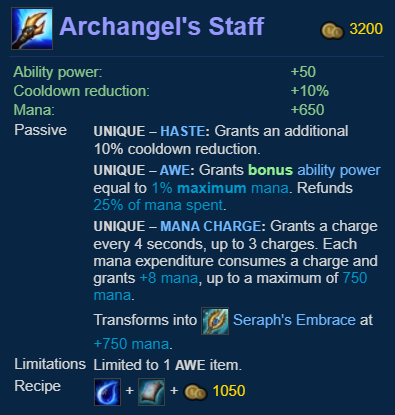 Archangel's Staff 3200
Ability power: +50
Cooldown reduction: +10%
Mana: +650
Passive UNIQUE – HASTE: Grants an additional
10% cooldown reduction.
UNIQUE – AWE: Grants bonus ability power
equal to 1% maximum mana. Refunds
25% of mana spent.
UNIQUE – MANA CHARGE: Grants a charge
every 4 seconds, up to 3 charges. Each
mana expenditure consumes a charge and
grants +8 mana, up to a maximum of 750
mana.
Transforms into Seraph's Embrace at
+750 mana.
Limitations Limited to 1 AWE item.
Recipe + + 1050